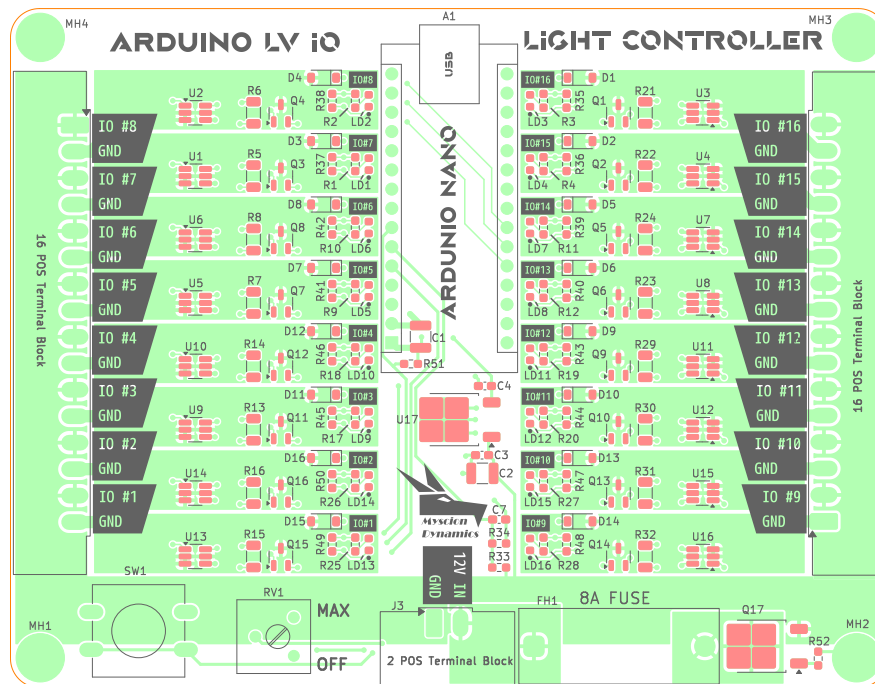 MH4
A1
MH3
ARDUINO LV iO
LiGHT CONTROLLER
USB
ARDUNIO NANO
U2
R6
D4
Q4
R38
IO#8
R2
LD2
U1
R5
D3
Q3
R37
IO#7
R1
LD1
U6
R8
D8
Q8
R42
IO#6
R10
LD6
U5
R7
D7
Q7
R41
IO#5
R9
LD5
U10
R14
D12
Q12
R46
IO#4
R18
LD10
U9
R13
D11
Q11
R45
IO#3
R17
LD9
U14
R16
D16
Q16
R50
IO#2
R26
LD14
U13
R15
D15
Q15
R49
IO#1
R25
LD13
IO #8
GND
IO #7
GND
IO #6
GND
IO #5
GND
IO #4
GND
IO #3
GND
IO #2
GND
IO #1
GND
16 POS Terminal Block
C1
R51
C4
U17
C3
C2
C7
R34
R33
Myscion
Dynamics
12V IN
GND
IO#16
D1
R35
Q1
R21
U3
LD3
R3
IO#15
D2
R36
Q2
R22
U4
LD4
R4
IO#14
D5
R39
Q5
R24
U7
LD7
R11
IO#13
D6
R40
Q6
R23
U8
LD8
R12
IO#12
D9
R43
Q9
R29
U11
LD11
R19
IO#11
D10
R44
Q10
R30
U12
LD12
R20
IO#10
D13
R47
Q13
R31
U15
LD15
R27
IO#9
D14
R48
Q14
R32
U16
LD16
R28
IO #16
GND
IO #15
GND
IO #14
GND
IO #13
GND
IO #12
GND
IO #11
GND
IO #10
GND
IO #9
GND
16 POS Terminal Block
SW1
RV1
MAX
OFF
J3
2 POS Terminal Block
FH1
8A FUSE
Q17
R52
MH1
MH2